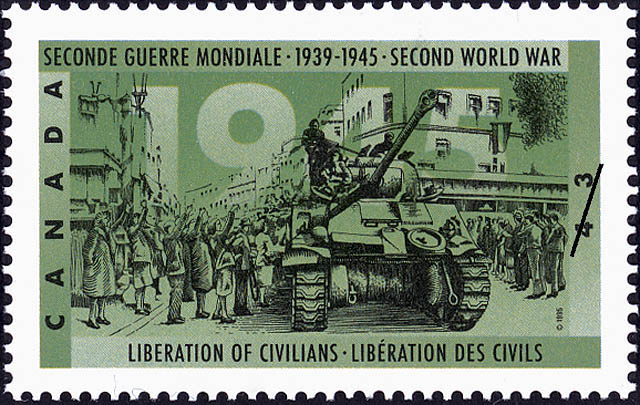 SECONDE GUERRE MONDIALE · 1939-1945 · SECOND WORLD WAR
1945
CANADA
43
© 1995
LIBERATION OF CIVILIANS · LIBÉRATION DES CIVILS